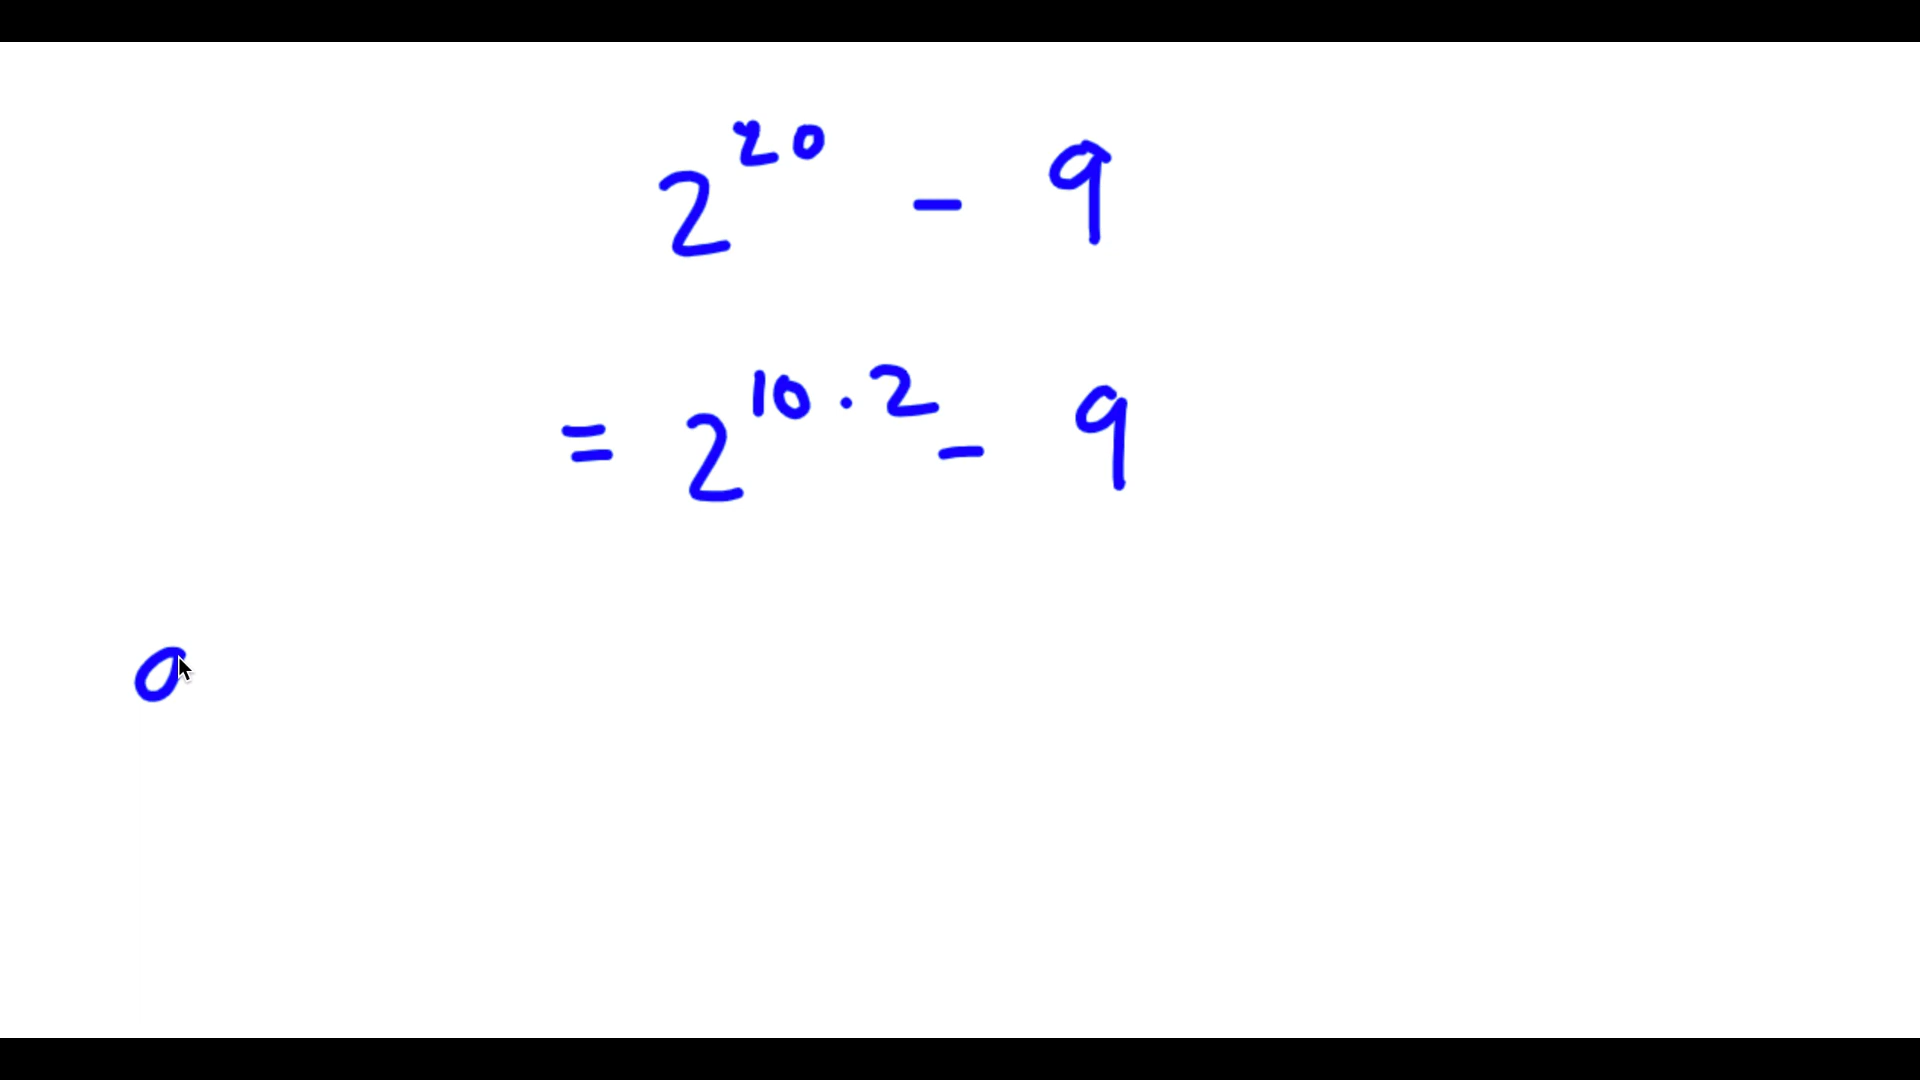 2^20 - 9
= 2^10·2 - 9